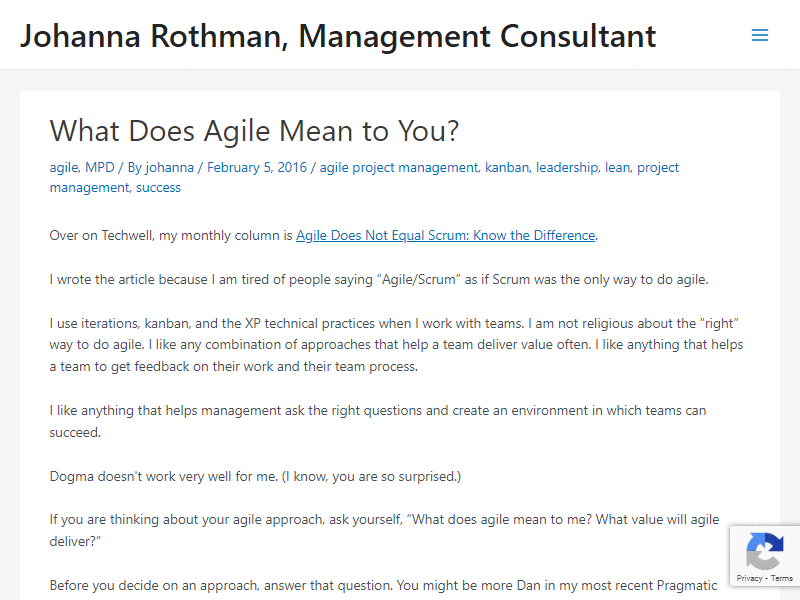 Johanna Rothman, Management Consultant
What Does Agile Mean to You?
agile, MPD / By johanna / February 5, 2016 / agile project management, kanban, leadership, lean, project
management, success
Over on Techwell, my monthly column is Agile Does Not Equal Scrum: Know the Difference.
I wrote the article because I am tired of people saying “Agile/Scrum” as if Scrum was the only way to do agile.
I use iterations, kanban, and the XP technical practices when I work with teams. I am not religious about the “right”
way to do agile. I like any combination of approaches that help a team deliver value often. I like anything that helps
a team to get feedback on their work and their team process.
I like anything that helps management ask the right questions and create an environment in which teams can
succeed.
Dogma doesn't work very well for me. (I know, you are so surprised.)
If you are thinking about your agile approach, ask yourself, “What does agile mean to me? What value will agile
deliver?”
Before you decide on an approach, answer that question. You might be more Dan in my most recent Pragmatic
Privacy - Terms